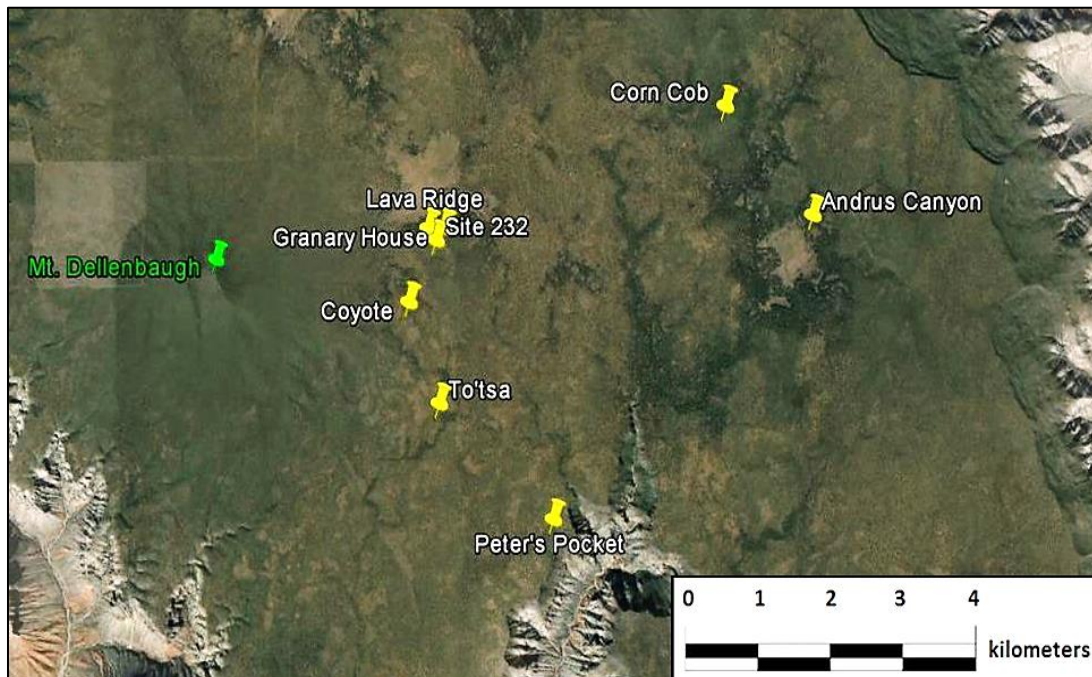 Corn Cob
Lava Ridge
Andrus Canyon
Site 232
Granary House
Mt. Dellenbaugh
Coyote
To'tsa
Peter's Pocket
0 1 2 3 4
kilometers